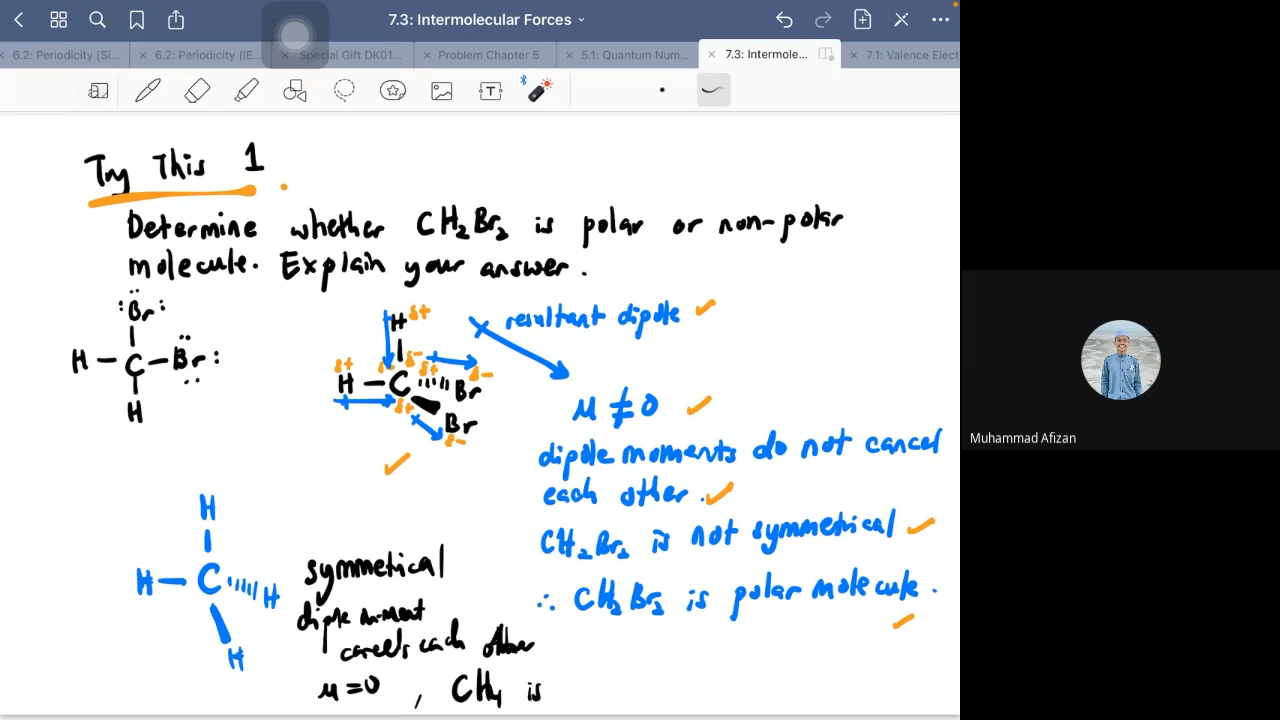 7.3: Intermolecular Forces
6.2: Periodicity (Si...
6.2: Periodicity (IE...
Special Gift DK01...
Problem Chapter 5
5.1: Quantum Num...
7.3: Intermole...
7.1: Valence Elect
T
Try This 1
Determine whether CH₂Br₂ is polar or non-polar
molecule. Explain your answer.
:Br:
H – C – Br:
H
H δ+
δ+ δ- δ- δ+ δ-
H – C Br
δ+ Br
δ-
resultant dipole
μ ≠ 0
dipole moments do not cancel
each other.
CH₂Br₂ is not symmetrical
∴ CH₂Br₂ is polar molecule.
H
H – C H
H
symmetical
dipole moment
cancels each other
μ = 0 , CH₄ is
Muhammad Afizan